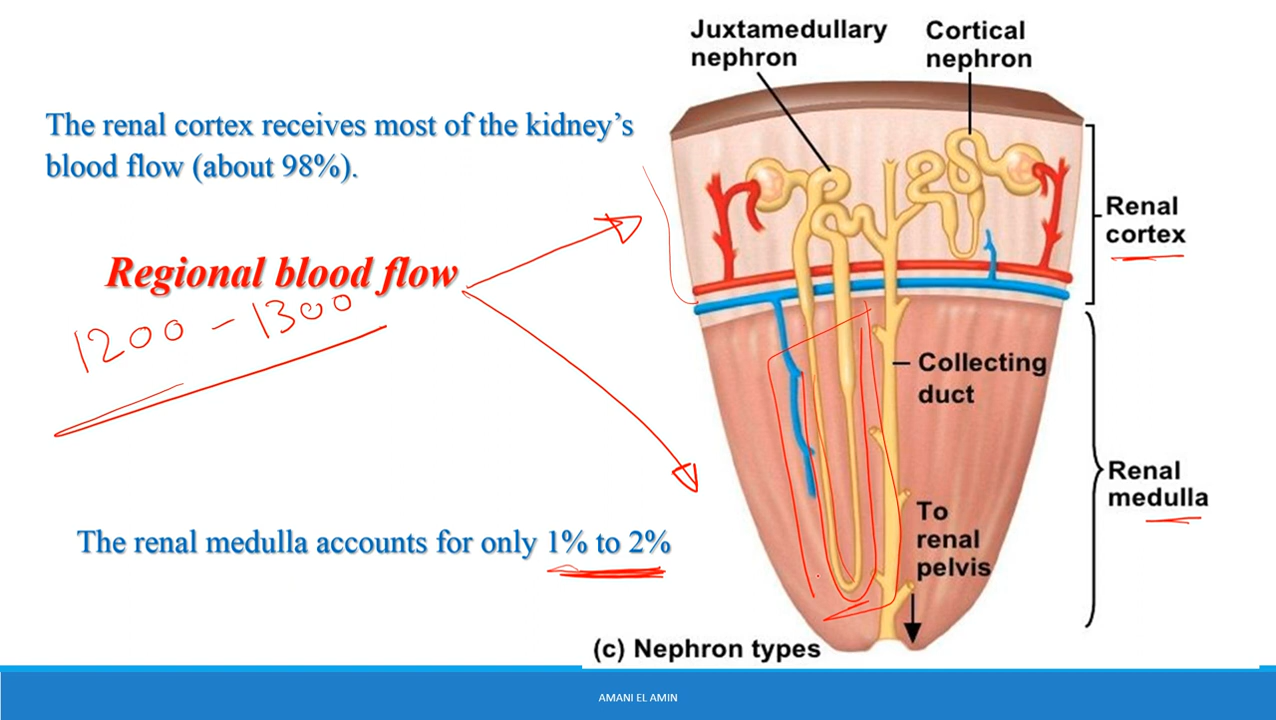 The renal cortex receives most of the kidney's
blood flow (about 98%).
Regional blood flow
1200 - 1300
The renal medulla accounts for only 1% to 2%
Juxtamedullary
nephron
Cortical
nephron
Renal
cortex
Collecting
duct
Renal
medulla
To
renal
pelvis
(c) Nephron types
AMANI EL AMIN